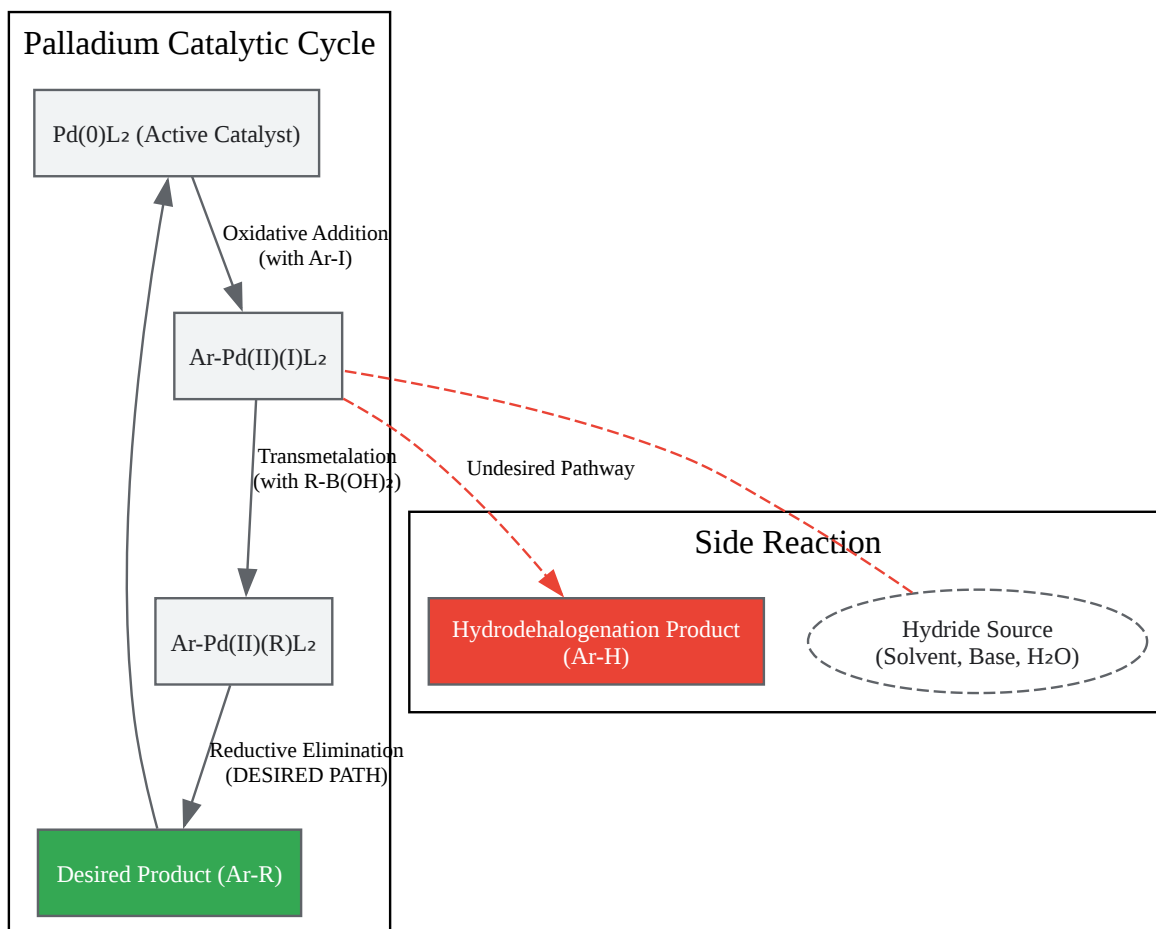 Palladium Catalytic Cycle
Pd(0)L₂ (Active Catalyst)
Oxidative Addition
(with Ar-I)
Ar-Pd(II)(I)L₂
Transmetalation
(with R-B(OH)₂)
Undesired Pathway
Side Reaction
Hydrodehalogenation Product
(Ar-H)
Hydride Source
(Solvent, Base, H₂O)
Ar-Pd(II)(R)L₂
Reductive Elimination
(DESIRED PATH)
Desired Product (Ar-R)